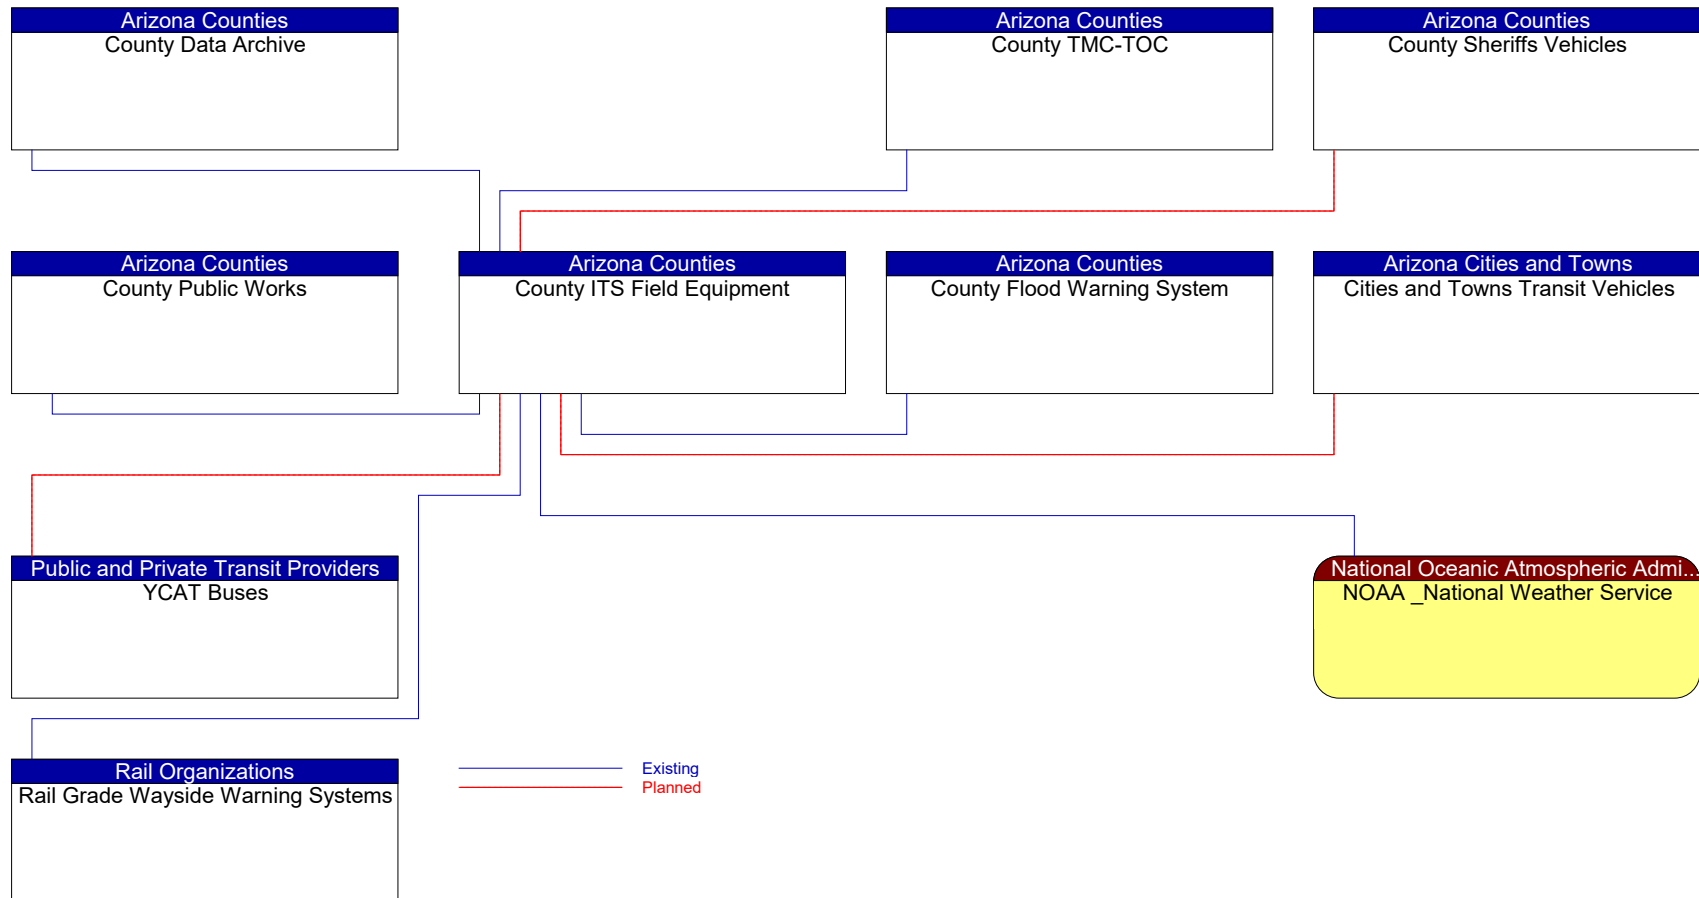 Arizona Counties
County Data Archive
Arizona Counties
County TMC-TOC
Arizona Counties
County Sheriffs Vehicles
Arizona Counties
County Public Works
Arizona Counties
County ITS Field Equipment
Arizona Counties
County Flood Warning System
Arizona Cities and Towns
Cities and Towns Transit Vehicles
Public and Private Transit Providers
YCAT Buses
National Oceanic Atmospheric Admi...
NOAA _National Weather Service
Rail Organizations
Rail Grade Wayside Warning Systems
Existing
Planned